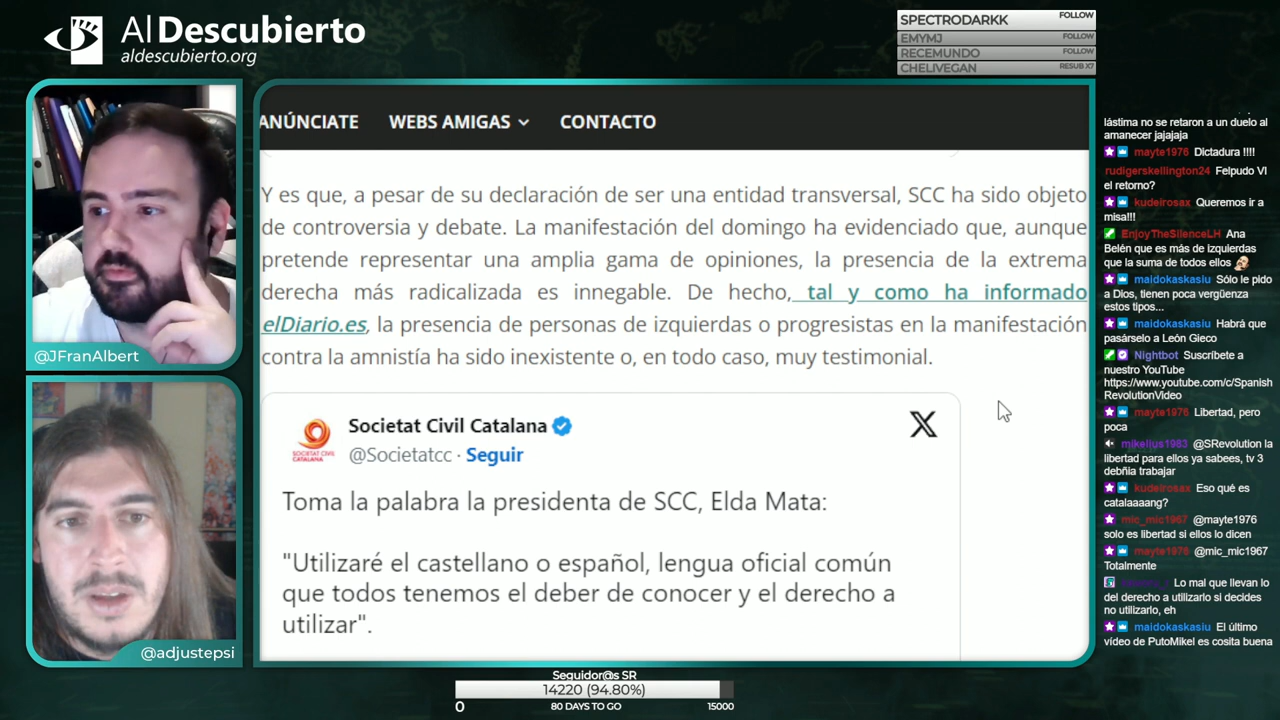 Al Descubierto
aldescubierto.org
SPECTRODARKK FOLLOW
EMYMJ FOLLOW
RECEMUNDO FOLLOW
CHELIVEGAN RESUB X7
@JFranAlbert
@adjustepsi
ANÚNCIATE WEBS AMIGAS CONTACTO
Y es que, a pesar de su declaración de ser una entidad transversal, SCC ha sido objeto
de controversia y debate. La manifestación del domingo ha evidenciado que, aunque
pretende representar una amplia gama de opiniones, la presencia de la extrema
derecha más radicalizada es innegable. De hecho, tal y como ha informado
elDiario.es, la presencia de personas de izquierdas o progresistas en la manifestación
contra la amnistía ha sido inexistente o, en todo caso, muy testimonial.
SOCIETAT CIVIL
CATALANA
Societat Civil Catalana
@Societatcc · Seguir
Toma la palabra la presidenta de SCC, Elda Mata:
"Utilizaré el castellano o español, lengua oficial común
que todos tenemos el deber de conocer y el derecho a
utilizar".
lástima no se retaron a un duelo al
amanecer jajajaja
mayte1976 Dictadura !!!!
rudigerskellington24 Felpudo VI
el retorno?
kudeirosax Queremos ir a
misa!!!
EnjoyTheSilenceLH Ana
Belén que es más de izquierdas
que la suma de todos ellos
maidokaskasiu Sólo le pido
a Dios, tienen poca vergüenza
estos tipos...
maidokaskasiu Habrá que
pasárselo a León Gieco
Nightbot Suscríbete a
nuestro YouTube
https://www.youtube.com/c/Spanish
RevolutionVideo
mayte1976 Libertad, pero
poca
mikelius1983 @SRevolution la
libertad para ellos ya sabees, tv 3
debñia trabajar
kudeirosax Eso qué es
catalaaaang?
mic_mic1967 @mayte1976
solo es libertad si ellos lo dicen
mayte1976 @mic_mic1967
Totalmente
Lo mal que llevan lo
del derecho a utilizarlo si decides
no utilizarlo, eh
maidokaskasiu El último
vídeo de PutoMikel es cosita buena
Seguidor@s SR
14220 (94.80%)
0 80 DAYS TO GO 15000